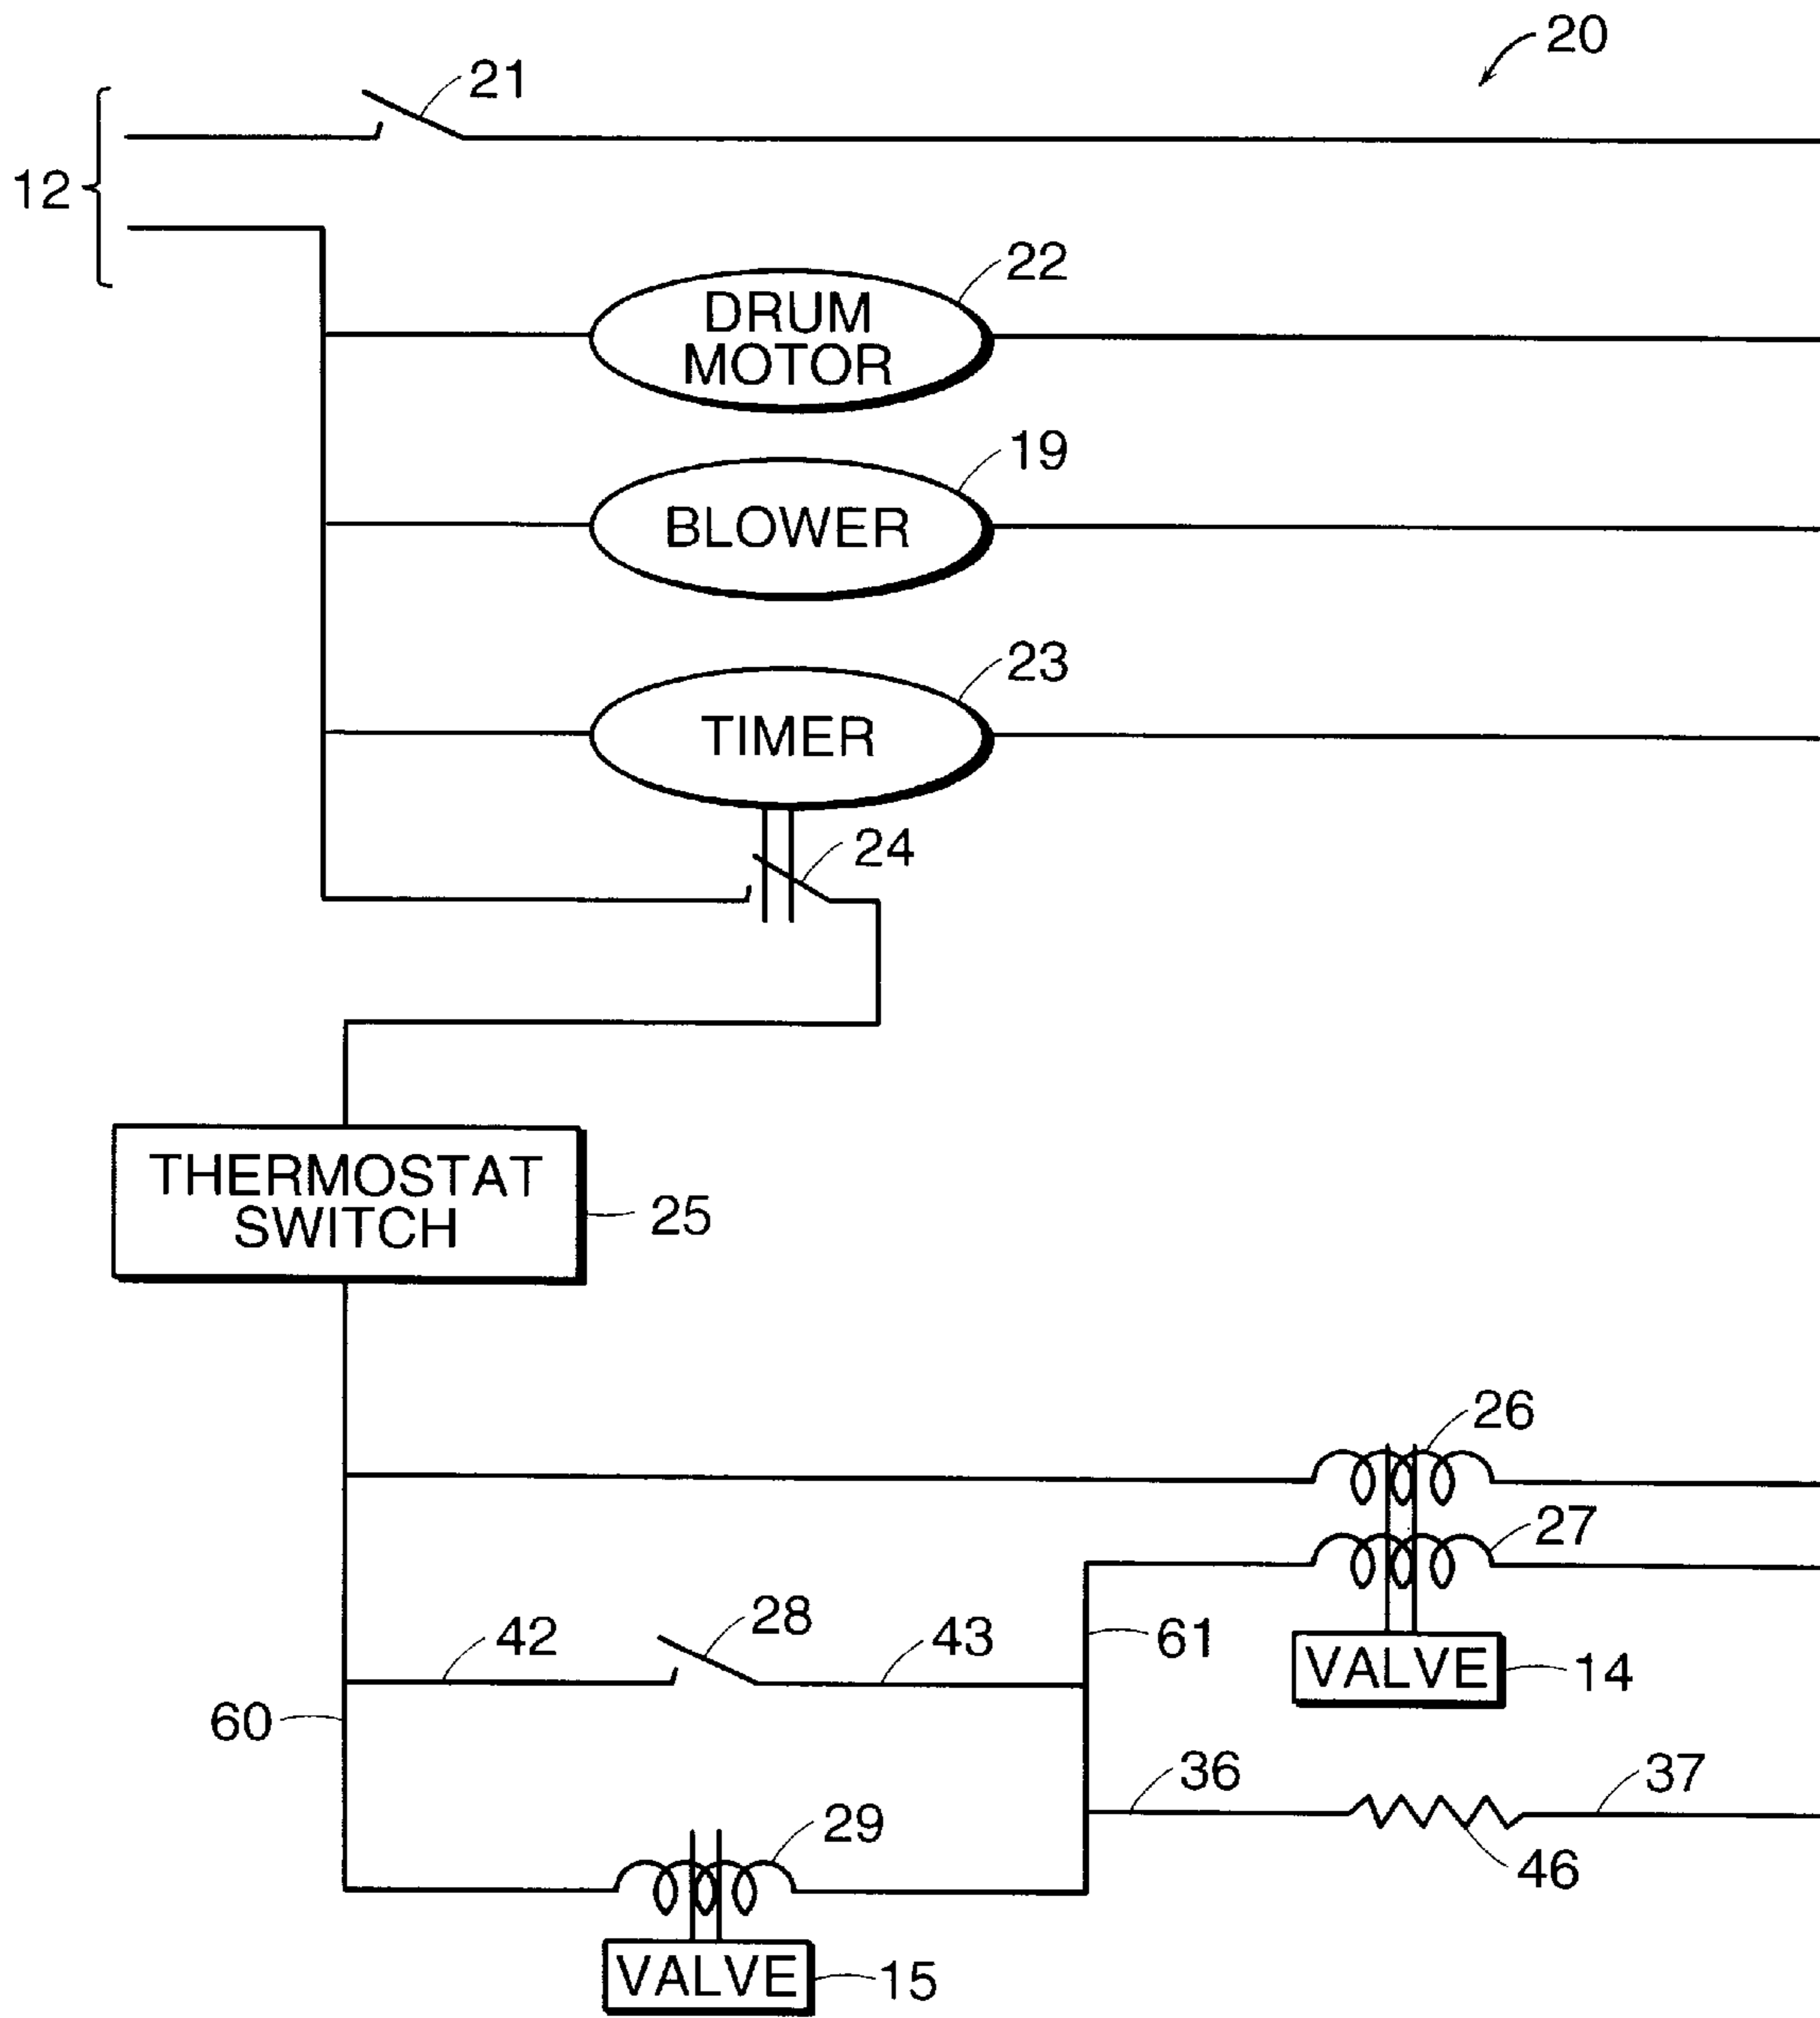 20
21
12
22
DRUM
MOTOR
19
BLOWER
23
TIMER
24
THERMOSTAT
SWITCH
25
26
27
28
42
43
61
VALVE
14
60
36
37
29
46
VALVE
15